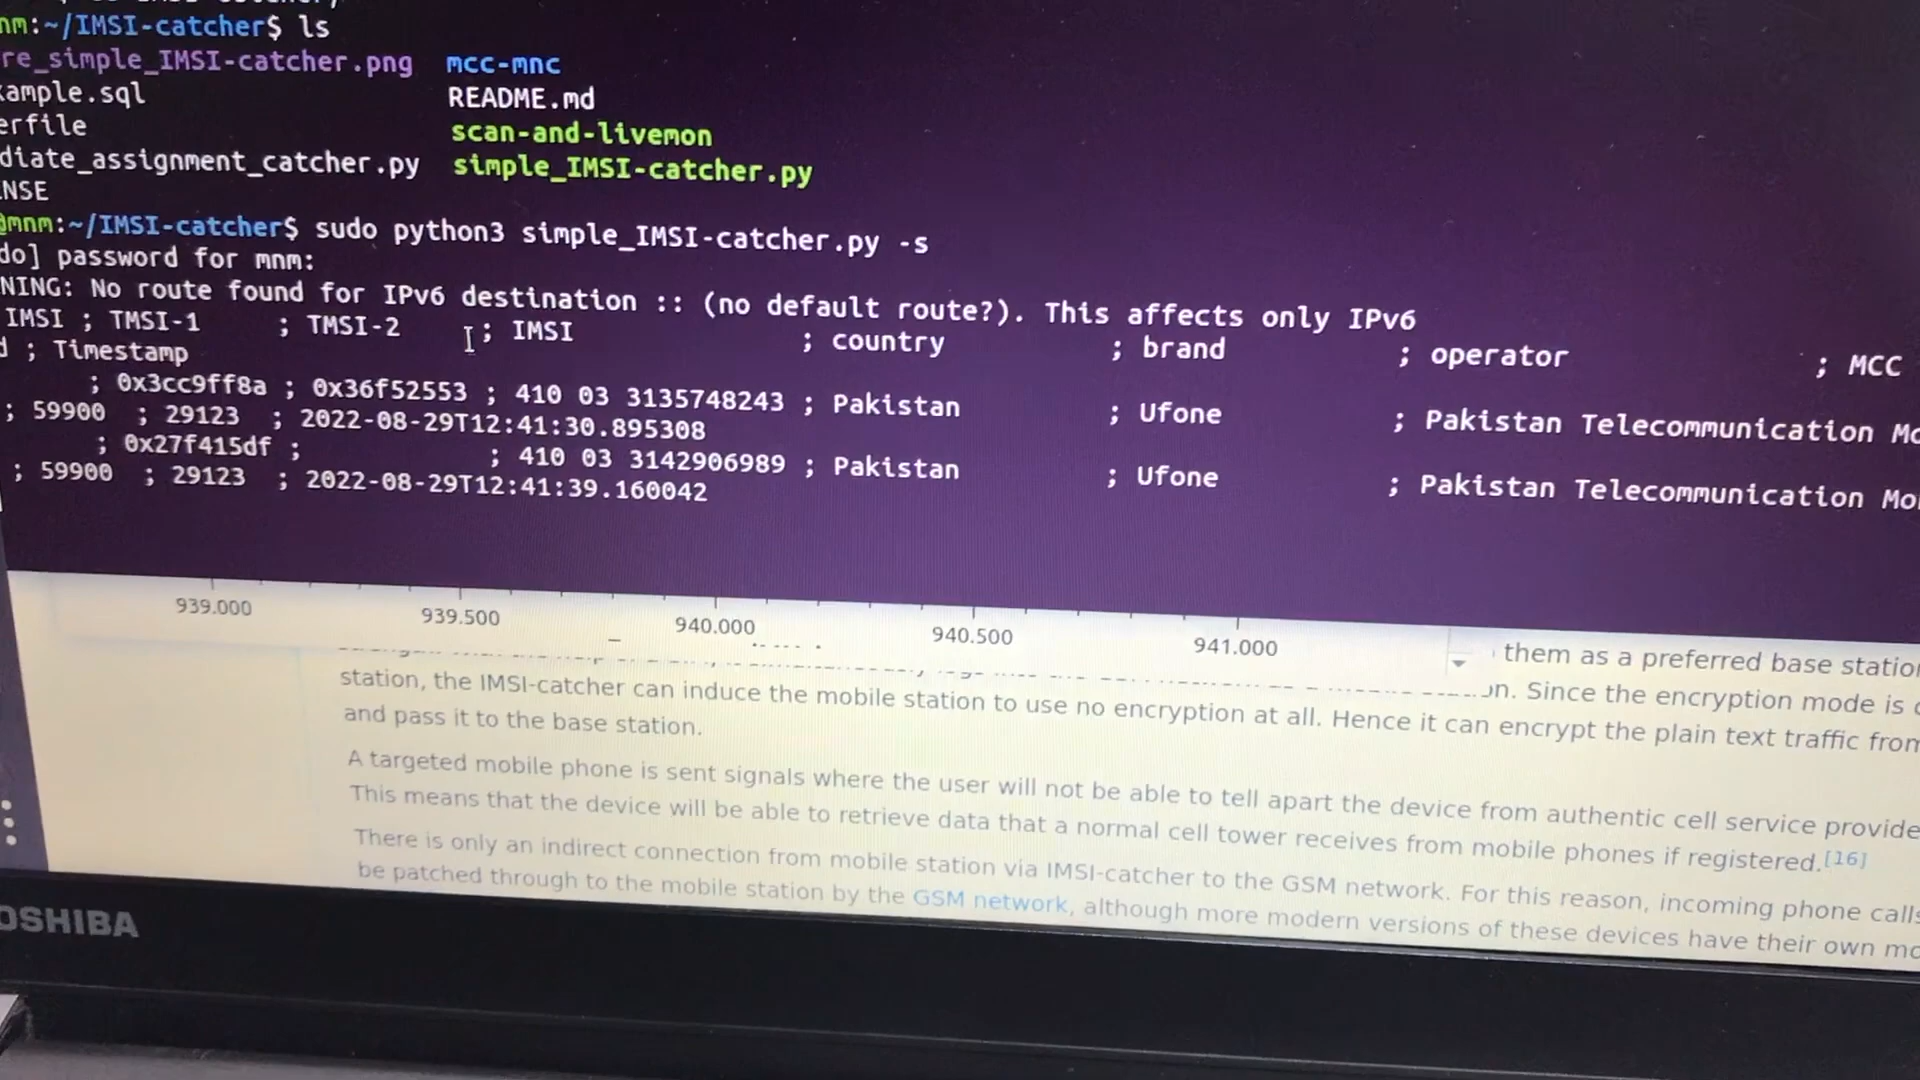 nm:~/IMSI-catcher$ ls
re_simple_IMSI-catcher.png mcc-mnc
ample.sql README.md
erfile scan-and-livemon
diate_assignment_catcher.py simple_IMSI-catcher.py
NSE
@mnm:~/IMSI-catcher$ sudo python3 simple_IMSI-catcher.py -s
do] password for mnm:
NING: No route found for IPv6 destination :: (no default route?). This affects only IPv6
IMSI ; TMSI-1 ; TMSI-2 ; IMSI ; country ; brand ; operator ; MCC
d ; Timestamp
; 0x3cc9ff8a ; 0x36f52553 ; 410 03 3135748243 ; Pakistan ; Ufone ; Pakistan Telecommunication Mo
; 59900 ; 29123 ; 2022-08-29T12:41:30.895308
; 0x27f415df ; ; 410 03 3142906989 ; Pakistan ; Ufone ; Pakistan Telecommunication Mo
; 59900 ; 29123 ; 2022-08-29T12:41:39.160042
939.000 939.500 940.000 940.500 941.000
them as a preferred base station
station, the IMSI-catcher can induce the mobile station to use no encryption at all. Hence it can encrypt the plain text traffic from
on. Since the encryption mode is
and pass it to the base station.
A targeted mobile phone is sent signals where the user will not be able to tell apart the device from authentic cell service provide
This means that the device will be able to retrieve data that a normal cell tower receives from mobile phones if registered.[16]
There is only an indirect connection from mobile station via IMSI-catcher to the GSM network. For this reason, incoming phone calls
be patched through to the mobile station by the GSM network, although more modern versions of these devices have their own mo
OSHIBA